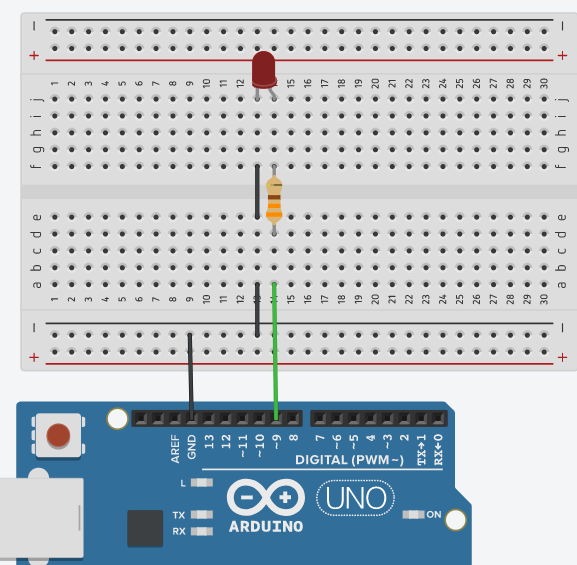 − −
+ +
1 2 3 4 5 6 7 8 9 10 11 12 15 16 17 18 19 20 21 22 23 24 25 26 27 28 29 30
j j
i i
h h
g g
f f
e e
d d
c c
b b
a a
1 2 3 4 5 6 7 8 9 10 11 12 13 14 15 16 17 18 19 20 21 22 23 24 25 26 27 28 29 30
− −
+ +
AREF GND 13 12 ~11 ~10 ~9 8 7 ~6 ~5 4 ~3 2 TX→1 RX←0
DIGITAL (PWM~)
L
TX
RX
UNO
ON
ARDUINO